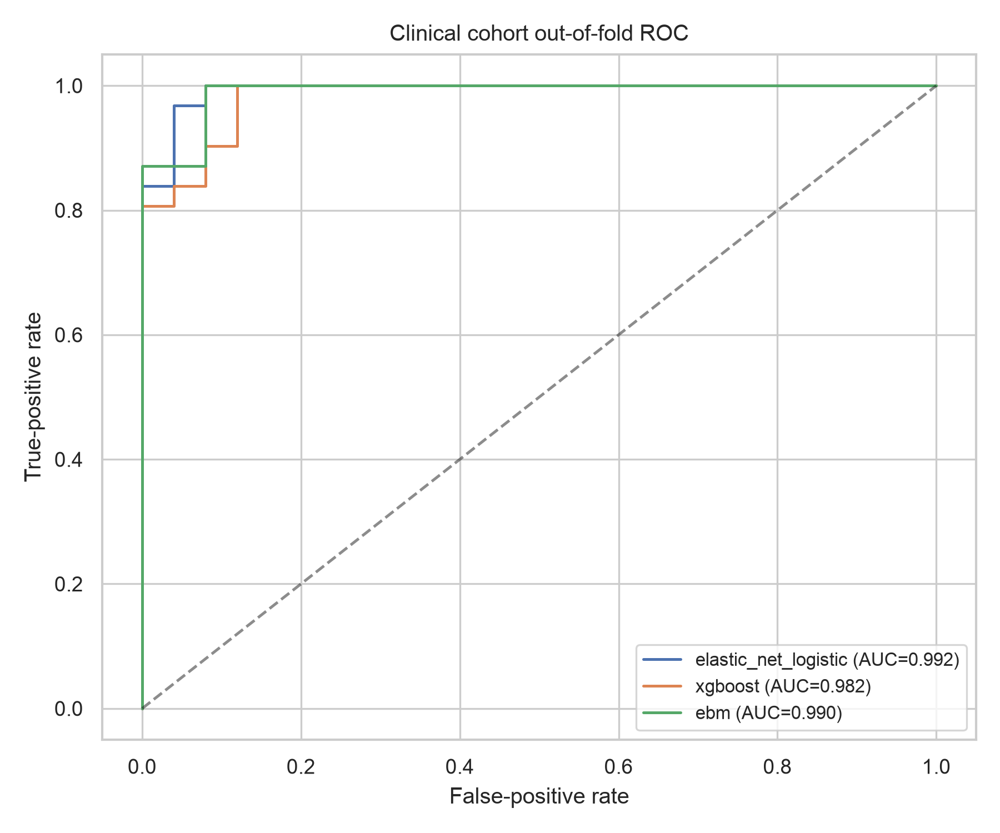 Clinical cohort out-of-fold ROC
1.0
0.8
0.6
0.4
0.2
0.0
True-positive rate
elastic_net_logistic (AUC=0.992)
xgboost (AUC=0.982)
ebm (AUC=0.990)
0.0 0.2 0.4 0.6 0.8 1.0
False-positive rate